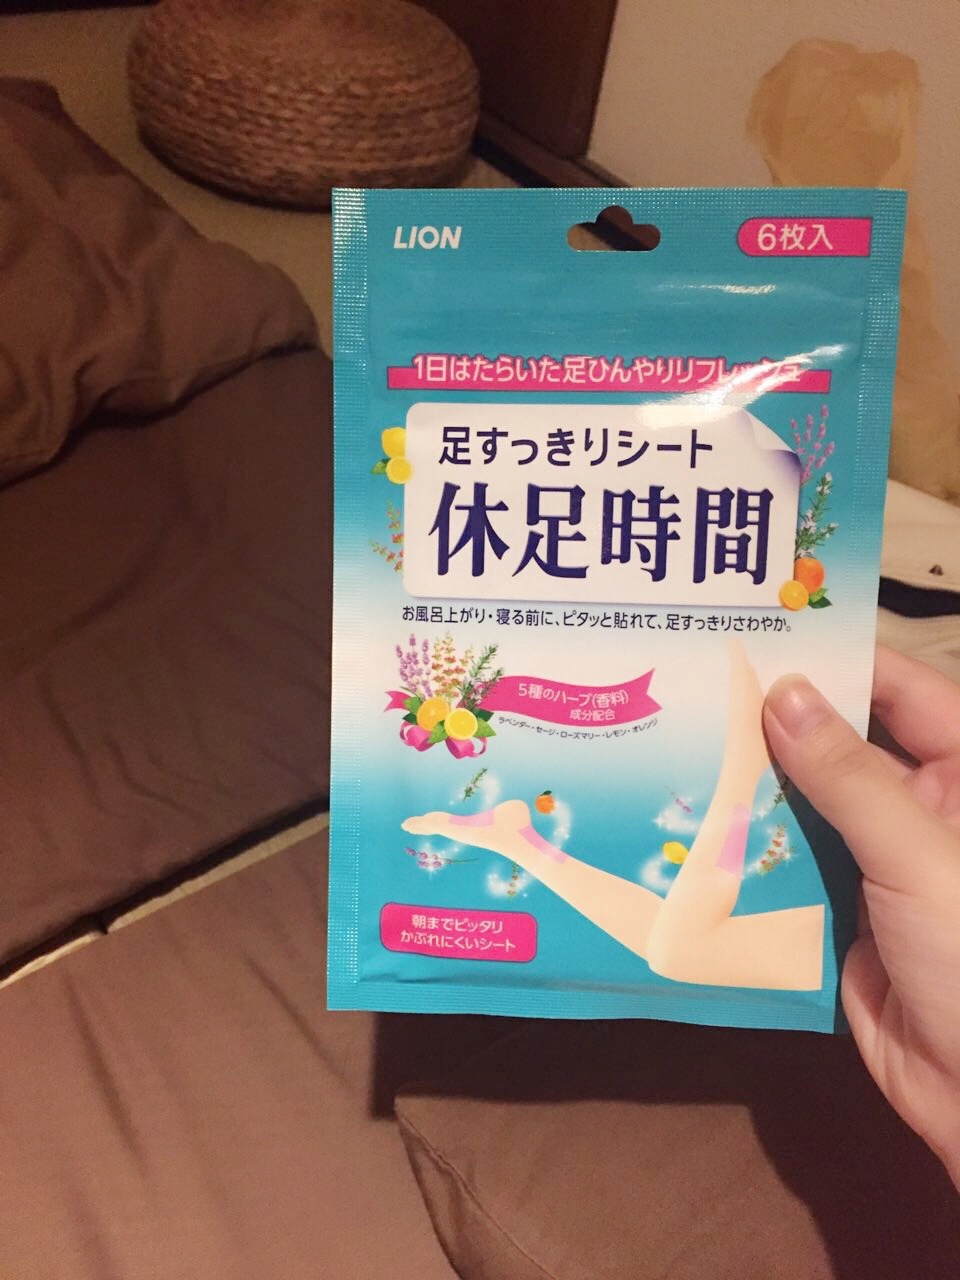 LION
6枚入
1日はたらいた足ひんやりリフレッシュ
足すっきりシート
休足時間
お風呂上がり・寝る前に、ピタッと貼れて、足すっきりさわやか。
5種のハーブ(香料)
成分配合
ラベンダー・セージ・ローズマリー・レモン・オレンジ
朝までピッタリ
かぶれにくいシート